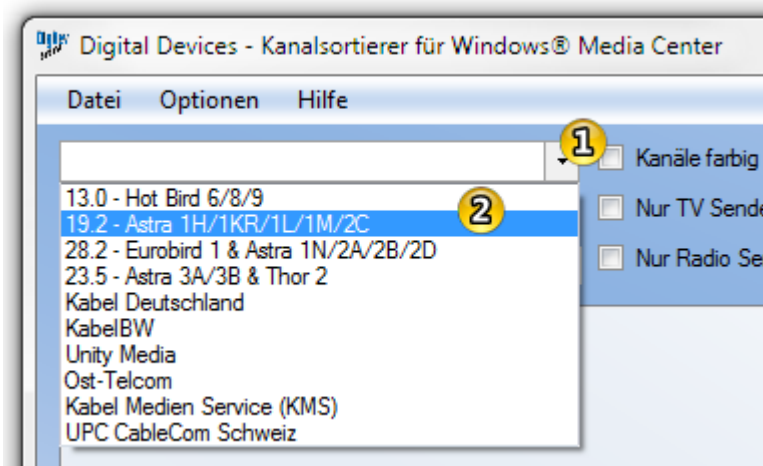 Digital Devices - Kanalsortierer für Windows® Media Center
Datei Optionen Hilfe
1
Kanäle farbig
13.0 - Hot Bird 6/8/9
2
19.2 - Astra 1H/1KR/1L/1M/2C
Nur TV Sende
28.2 - Eurobird 1 & Astra 1N/2A/2B/2D
23.5 - Astra 3A/3B & Thor 2
Nur Radio Se
Kabel Deutschland
KabelBW
Unity Media
Ost-Telcom
Kabel Medien Service (KMS)
UPC CableCom Schweiz